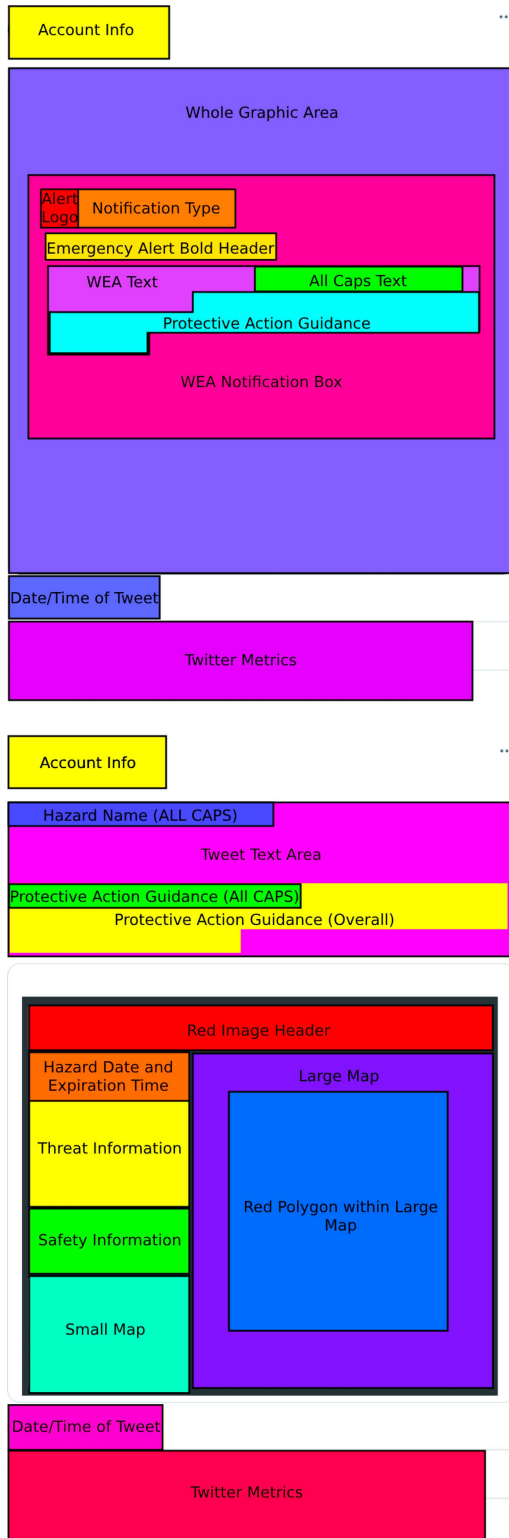 Account Info
Whole Graphic Area
Alert
Logo
Notification Type
Emergency Alert Bold Header
WEA Text
All Caps Text
Protective Action Guidance
WEA Notification Box
Date/Time of Tweet
Twitter Metrics
Account Info
Hazard Name (ALL CAPS)
Tweet Text Area
Protective Action Guidance (All CAPS)
Protective Action Guidance (Overall)
Red Image Header
Hazard Date and
Expiration Time
Large Map
Threat Information
Red Polygon within Large
Map
Safety Information
Small Map
Date/Time of Tweet
Twitter Metrics